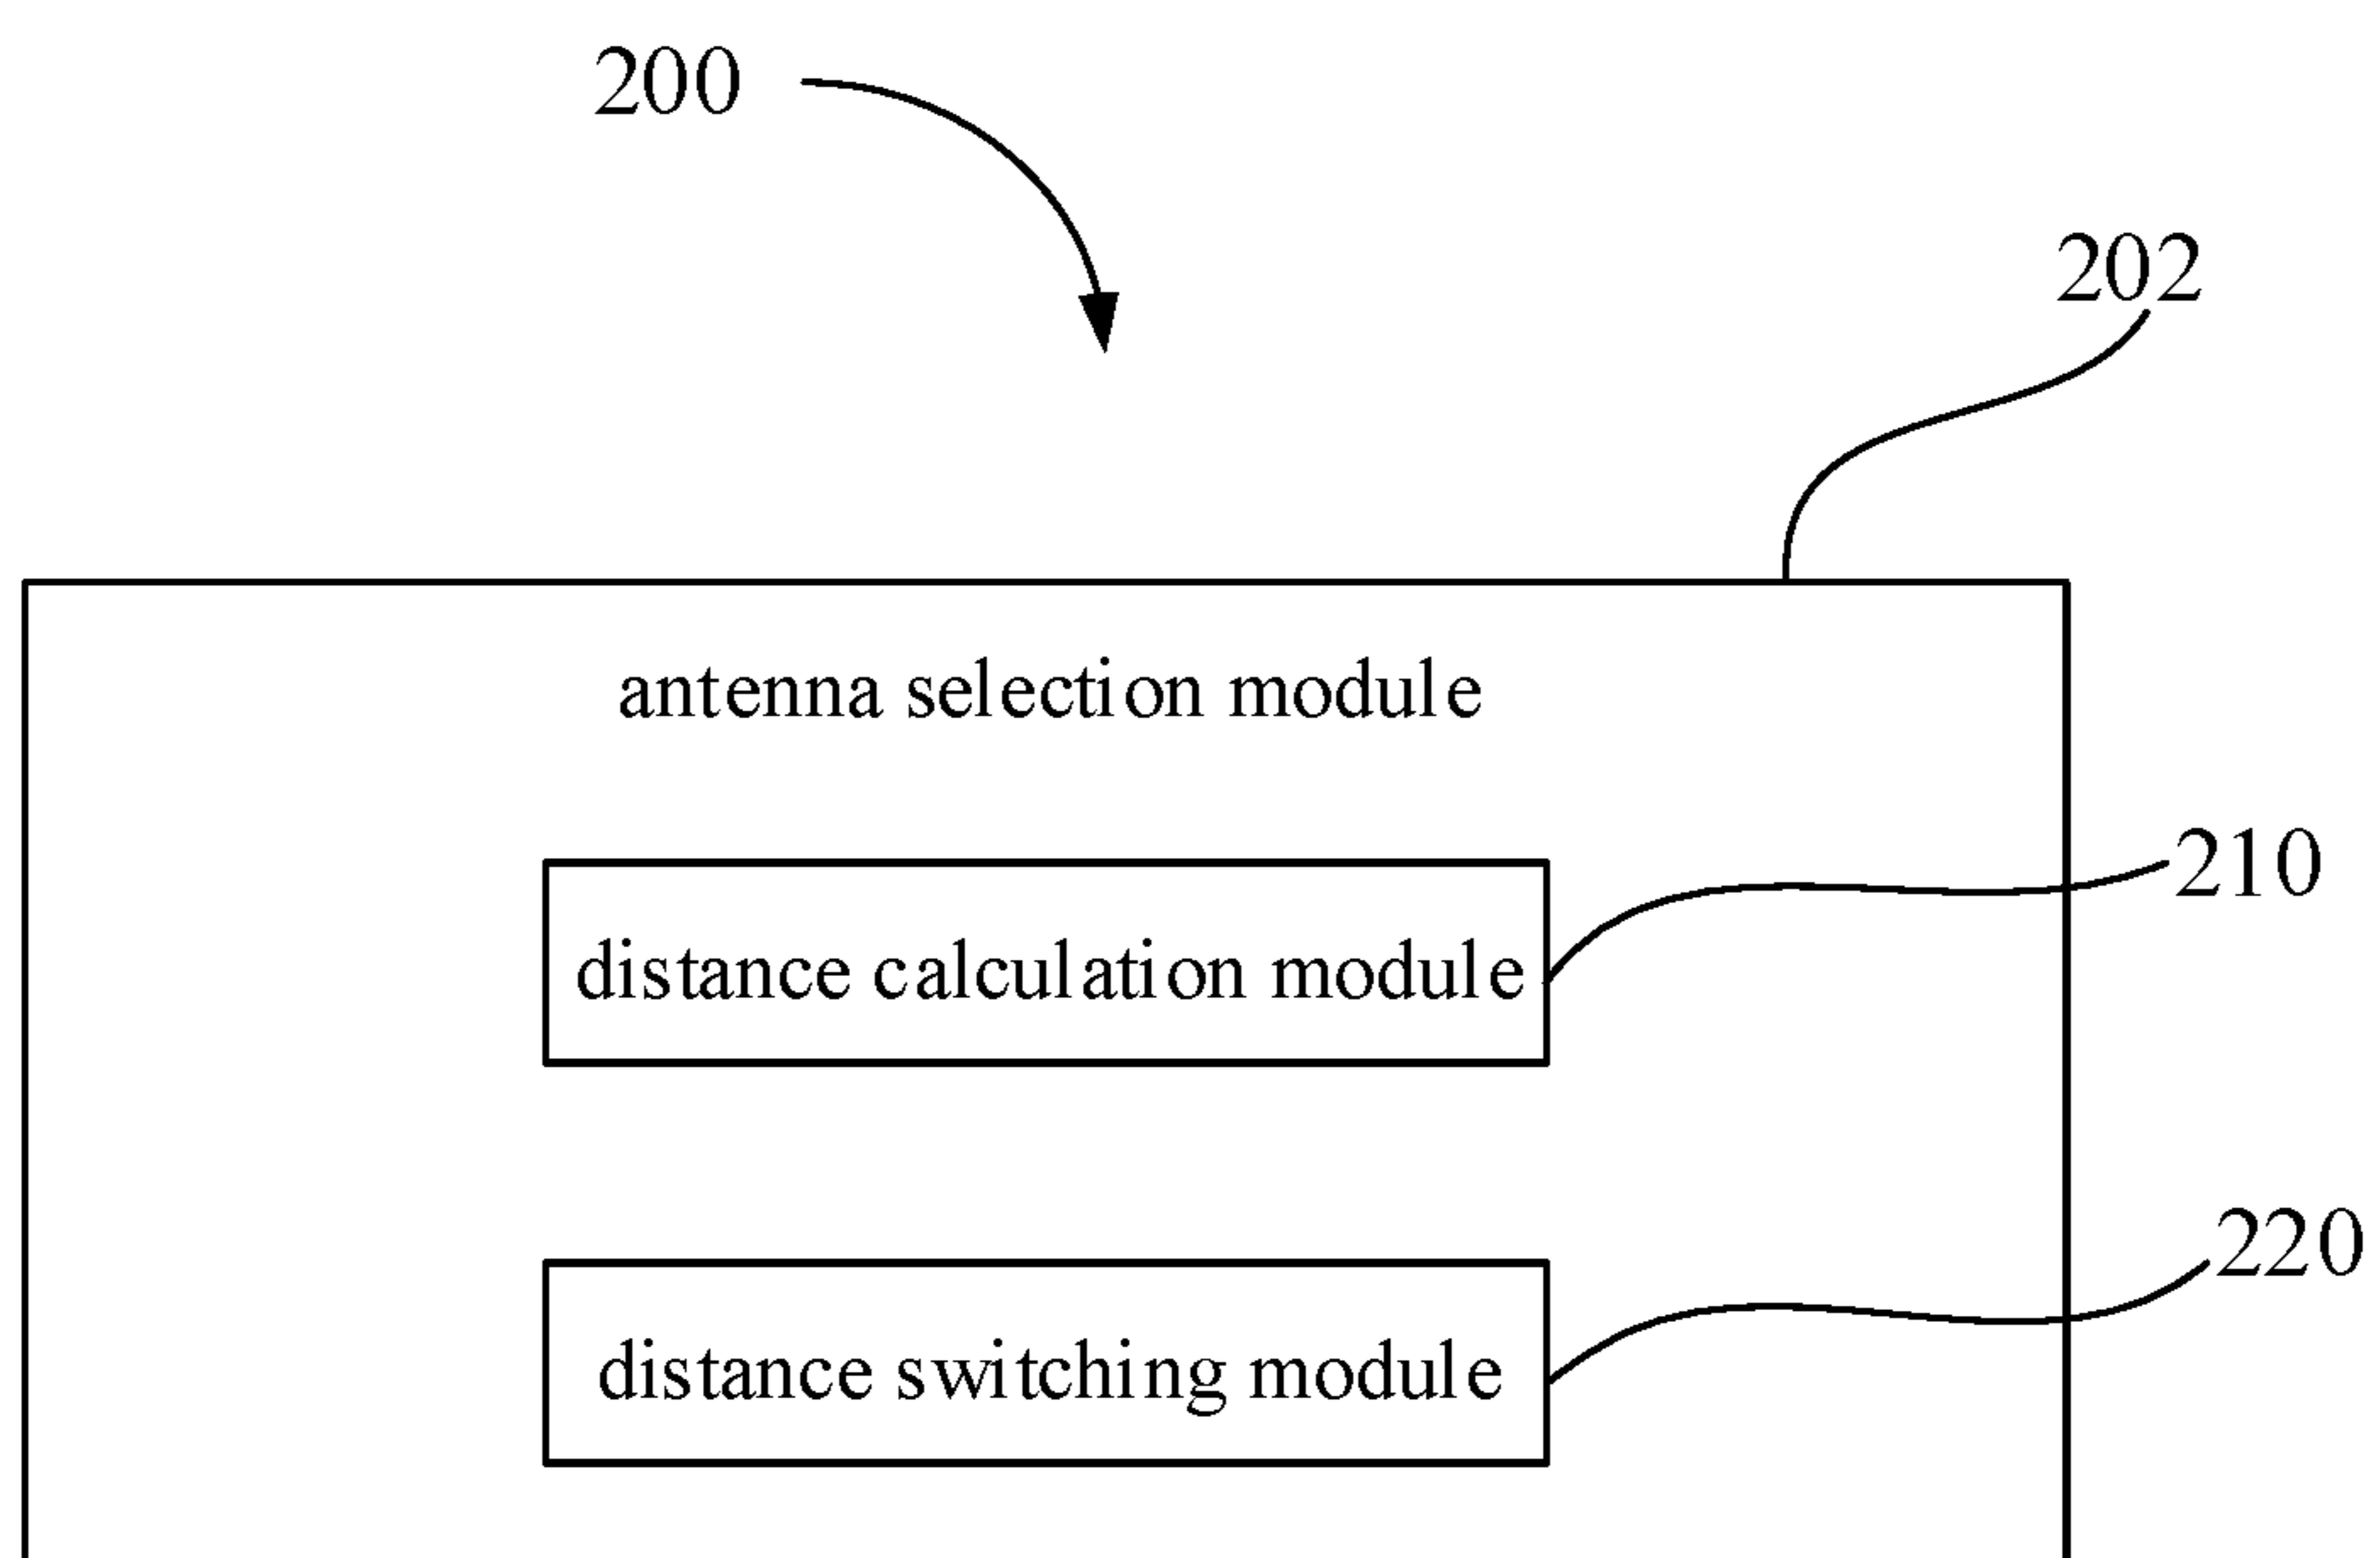 200
202
antenna selection module
210
distance calculation module
220
distance switching module